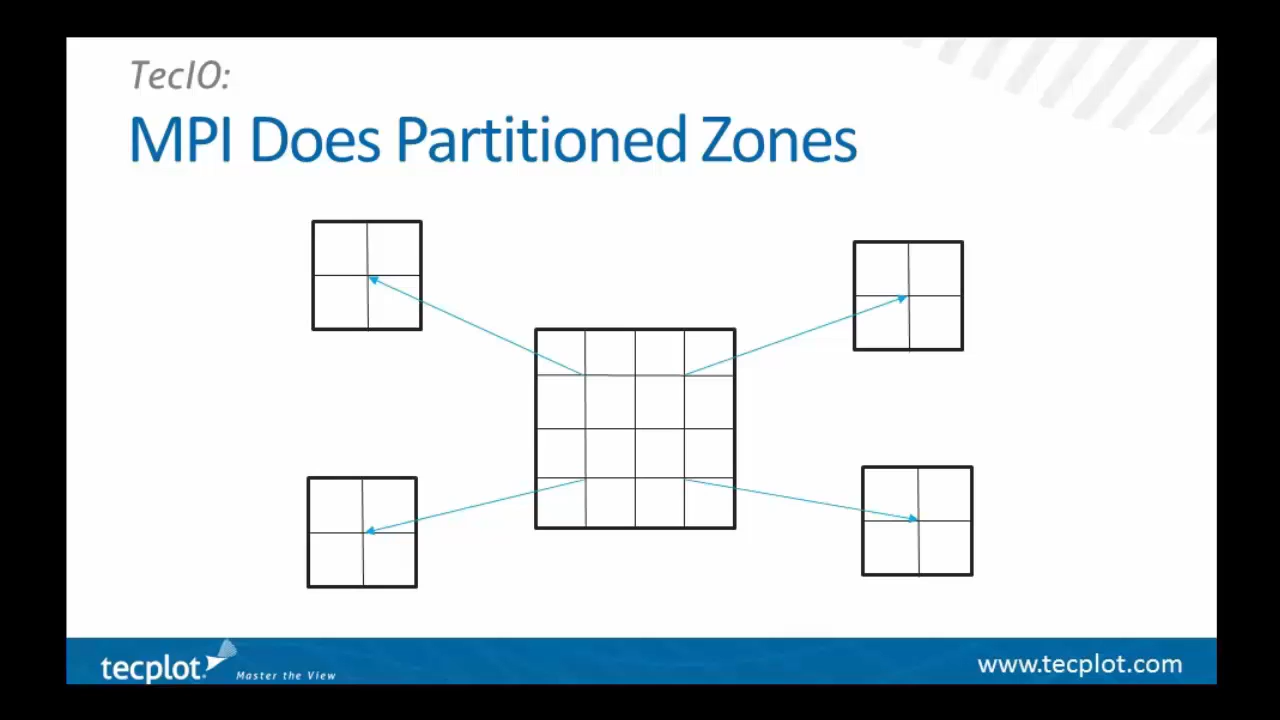 TecIO:
MPI Does Partitioned Zones
tecplot.
Master the View
www.tecplot.com